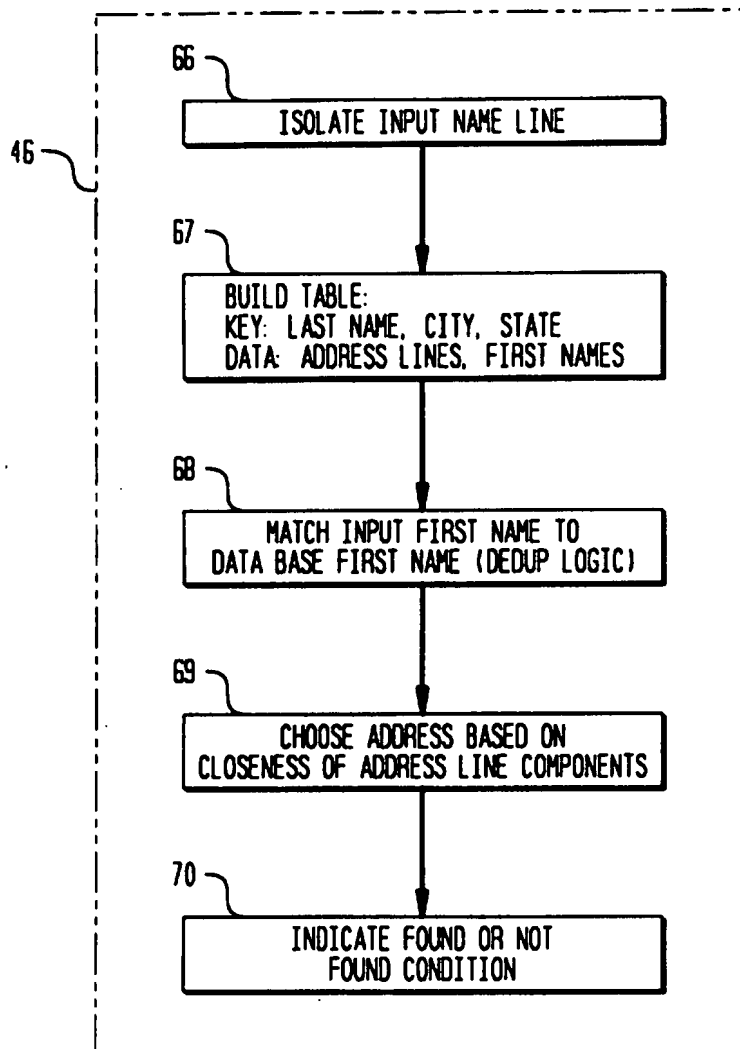 66
ISOLATE INPUT NAME LINE
46
67
BUILD TABLE:
KEY: LAST NAME, CITY, STATE
DATA: ADDRESS LINES, FIRST NAMES
68
MATCH INPUT FIRST NAME TO
DATA BASE FIRST NAME (DEDUP LOGIC)
69
CHOOSE ADDRESS BASED ON
CLOSENESS OF ADDRESS LINE COMPONENTS
70
INDICATE FOUND OR NOT
FOUND CONDITION